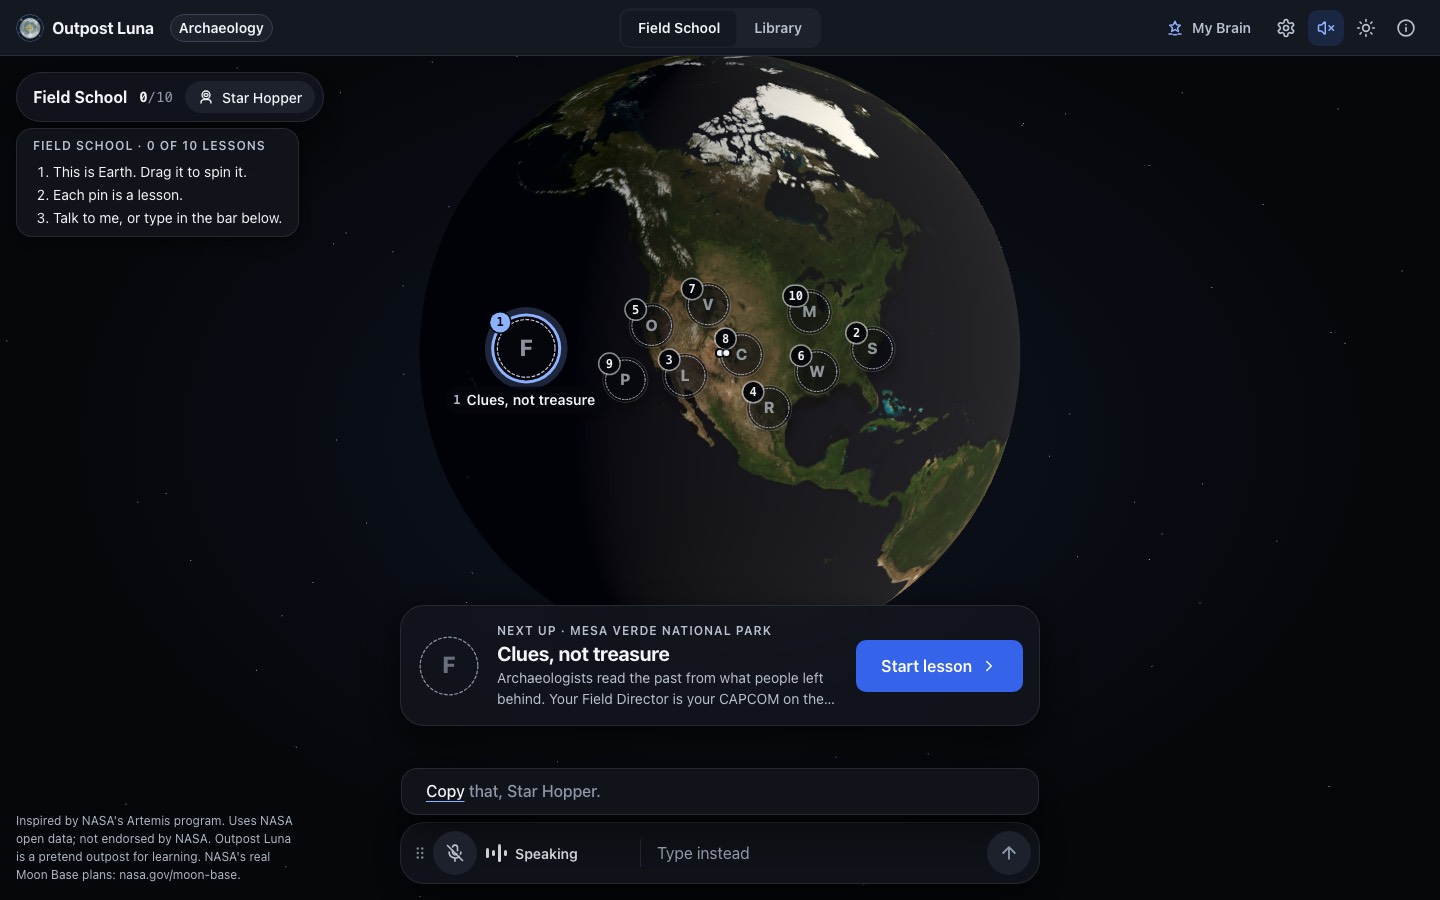 Outpost Luna
Archaeology
Field School
Library
My Brain
Field School 0/10 Star Hopper
FIELD SCHOOL · 0 OF 10 LESSONS
1. This is Earth. Drag it to spin it.
2. Each pin is a lesson.
3. Talk to me, or type in the bar below.
1
F
1 Clues, not treasure
5
O
7
V
10
M
2
S
8
C
9
P
3
L
6
W
4
R
F
NEXT UP · MESA VERDE NATIONAL PARK
Clues, not treasure
Archaeologists read the past from what people left
behind. Your Field Director is your CAPCOM on the…
Start lesson
Copy that, Star Hopper.
Speaking
Type instead
Inspired by NASA's Artemis program. Uses NASA
open data; not endorsed by NASA. Outpost Luna
is a pretend outpost for learning. NASA's real
Moon Base plans: nasa.gov/moon-base.